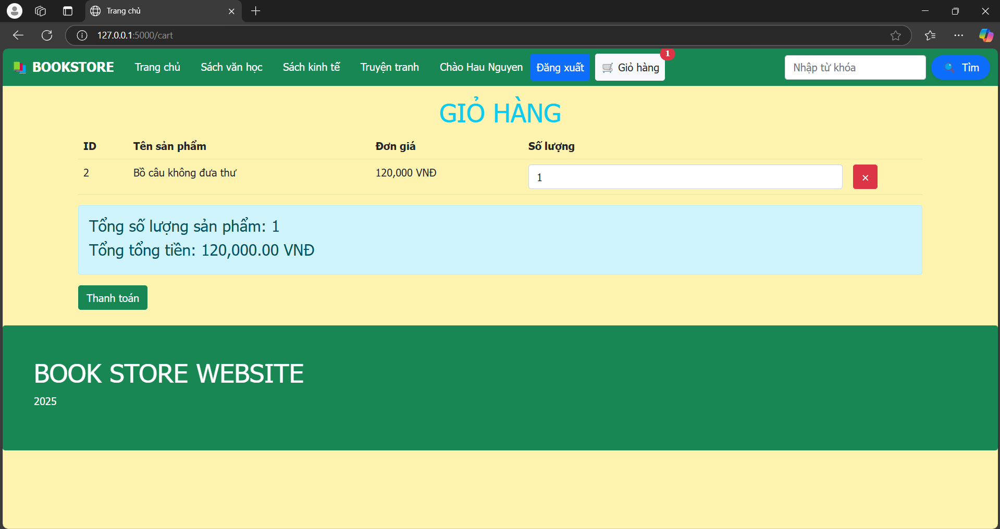 Trang chủ
127.0.0.1:5000/cart
BOOKSTORE Trang chủ Sách văn học Sách kinh tế Truyện tranh Chào Hau Nguyen Đăng xuất Giỏ hàng 1 Nhập từ khóa Tìm
GIỎ HÀNG
ID Tên sản phẩm Đơn giá Số lượng
2 Bồ câu không đưa thư 120,000 VNĐ 1 ×
Tổng số lượng sản phẩm: 1
Tổng tổng tiền: 120,000.00 VNĐ
Thanh toán
BOOK STORE WEBSITE
2025